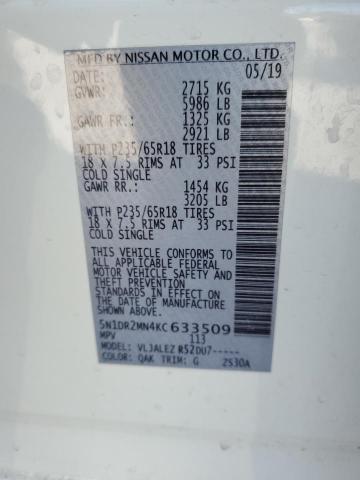 MFD BY NISSAN MOTOR CO., LTD.
DATE: 05/19
GVWR: 2715 KG
5986 LB
GAWR FR.: 1325 KG
2921 LB
WITH P235/65R18 TIRES
18 X 7.5 RIMS AT 33 PSI
COLD SINGLE
GAWR RR.: 1454 KG
3205 LB
WITH P235/65R18 TIRES
18 X 7.5 RIMS AT 33 PSI
COLD SINGLE
THIS VEHICLE CONFORMS TO
ALL APPLICABLE FEDERAL
MOTOR VEHICLE SAFETY AND
THEFT PREVENTION
STANDARDS IN EFFECT ON
THE DATE OF MANUFACTURE
SHOWN ABOVE.
5N1DR2MN4KC633509
MPV 113
MODEL: VLJALEZ R52DU7-----
COLOR: QAK TRIM: G 2530A